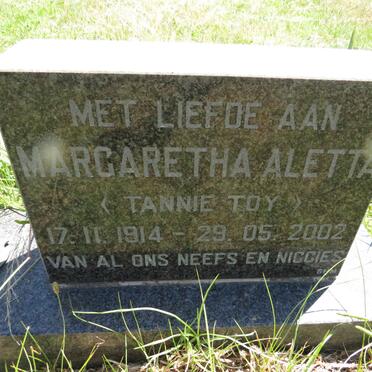 MET LIEFDE AAN
MARGARETHA ALETTA
( TANNIE TOY )
17. 11. 1914 - 29. 05. 2002
VAN AL ONS NEEFS EN NIGGIES